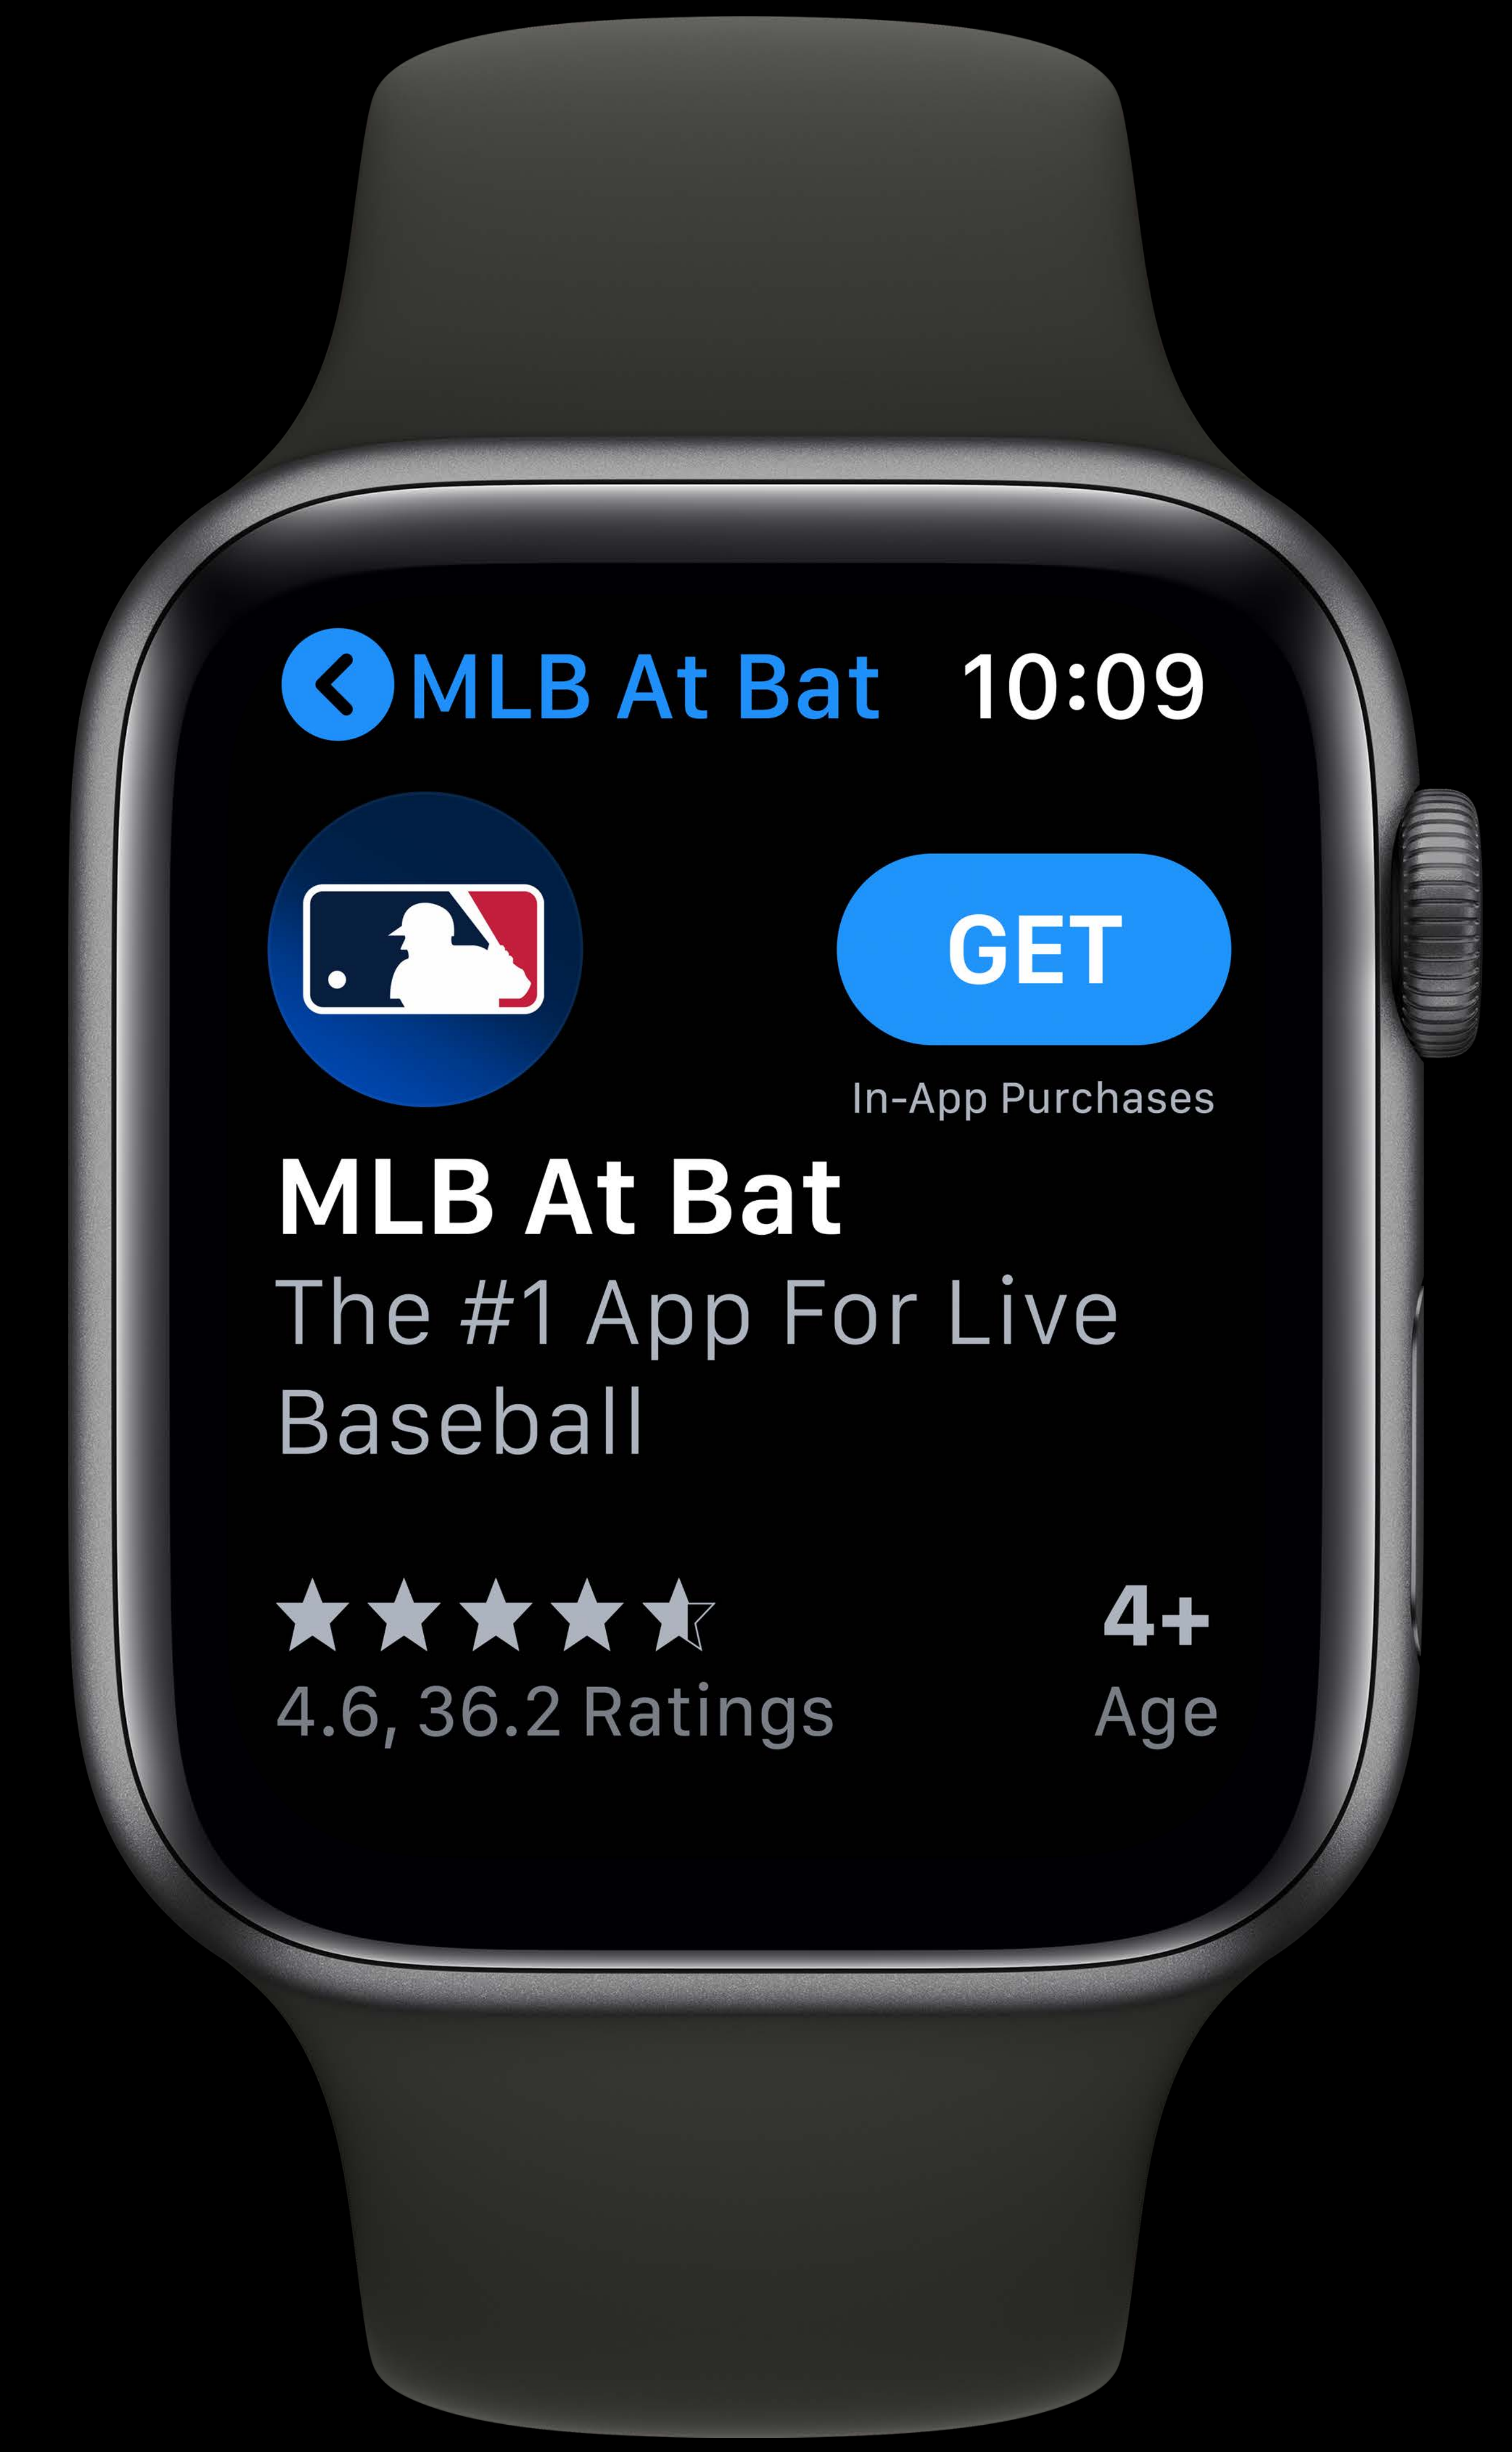 MLB At Bat 10:09
GET
In-App Purchases
MLB At Bat
The #1 App For Live
Baseball
4+
4.6, 36.2 Ratings
Age